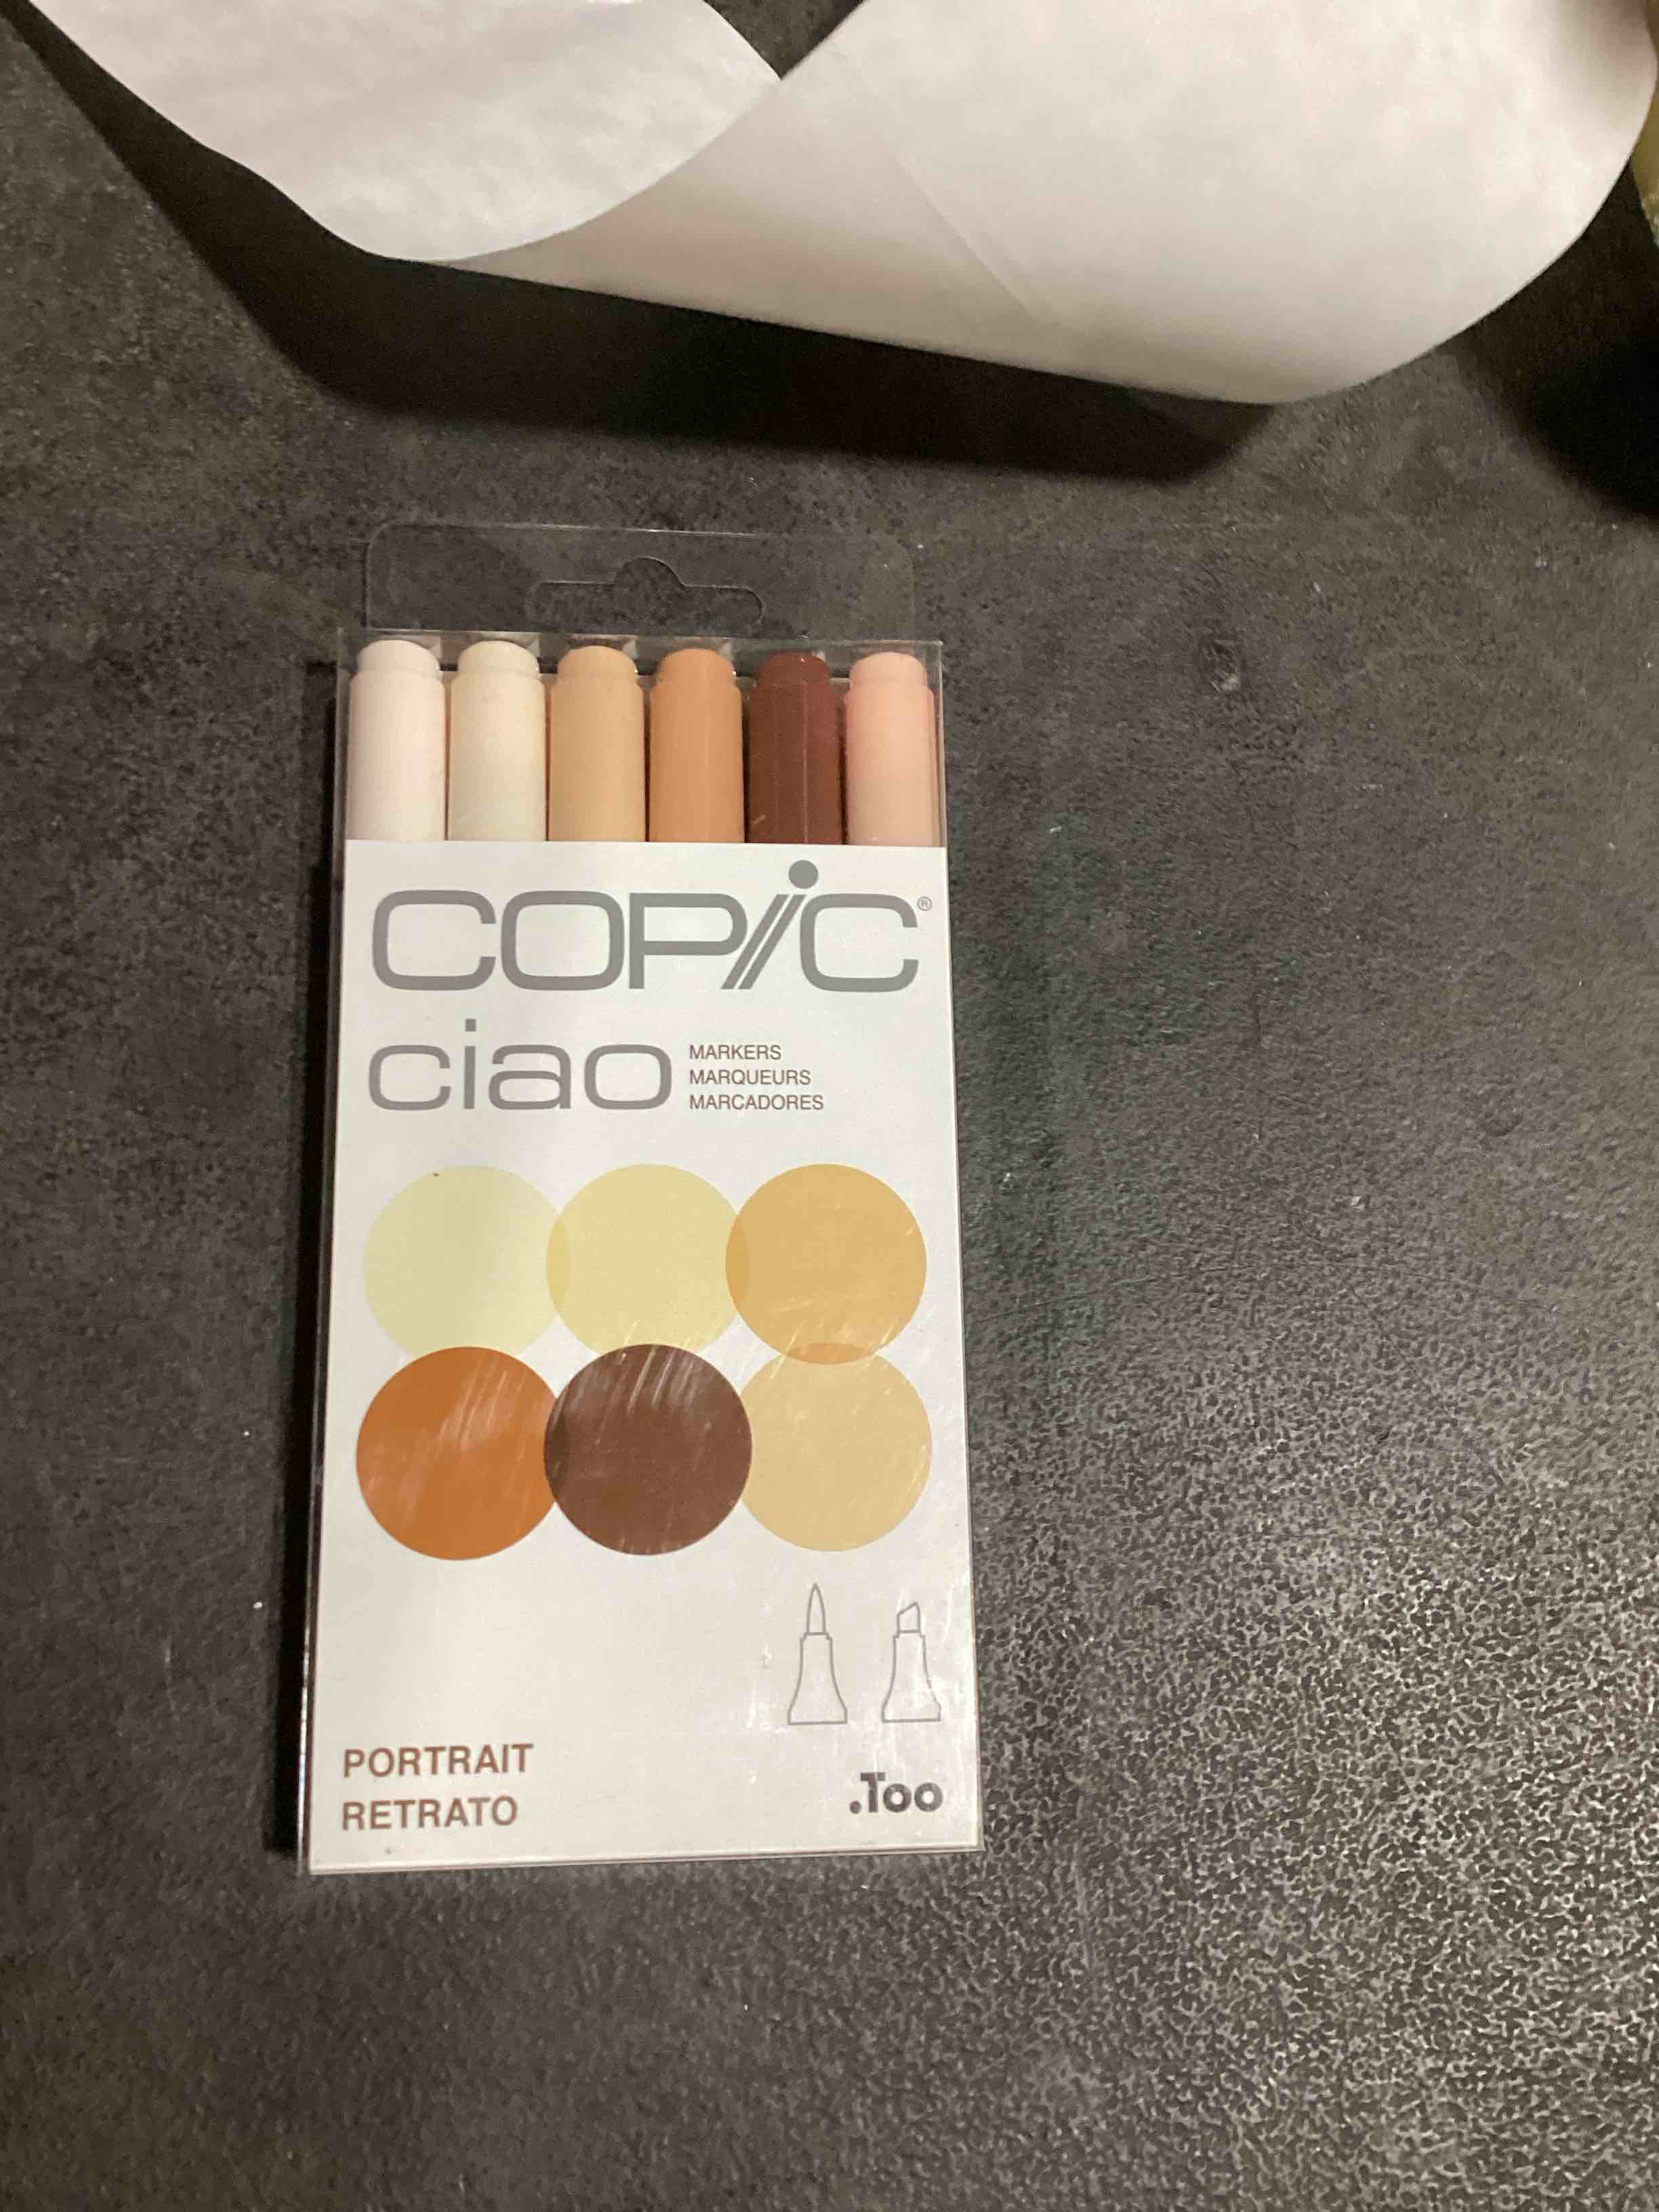 COPiC®
ciao
MARKERS
MARQUEURS
MARCADORES
PORTRAIT
RETRATO
.Too